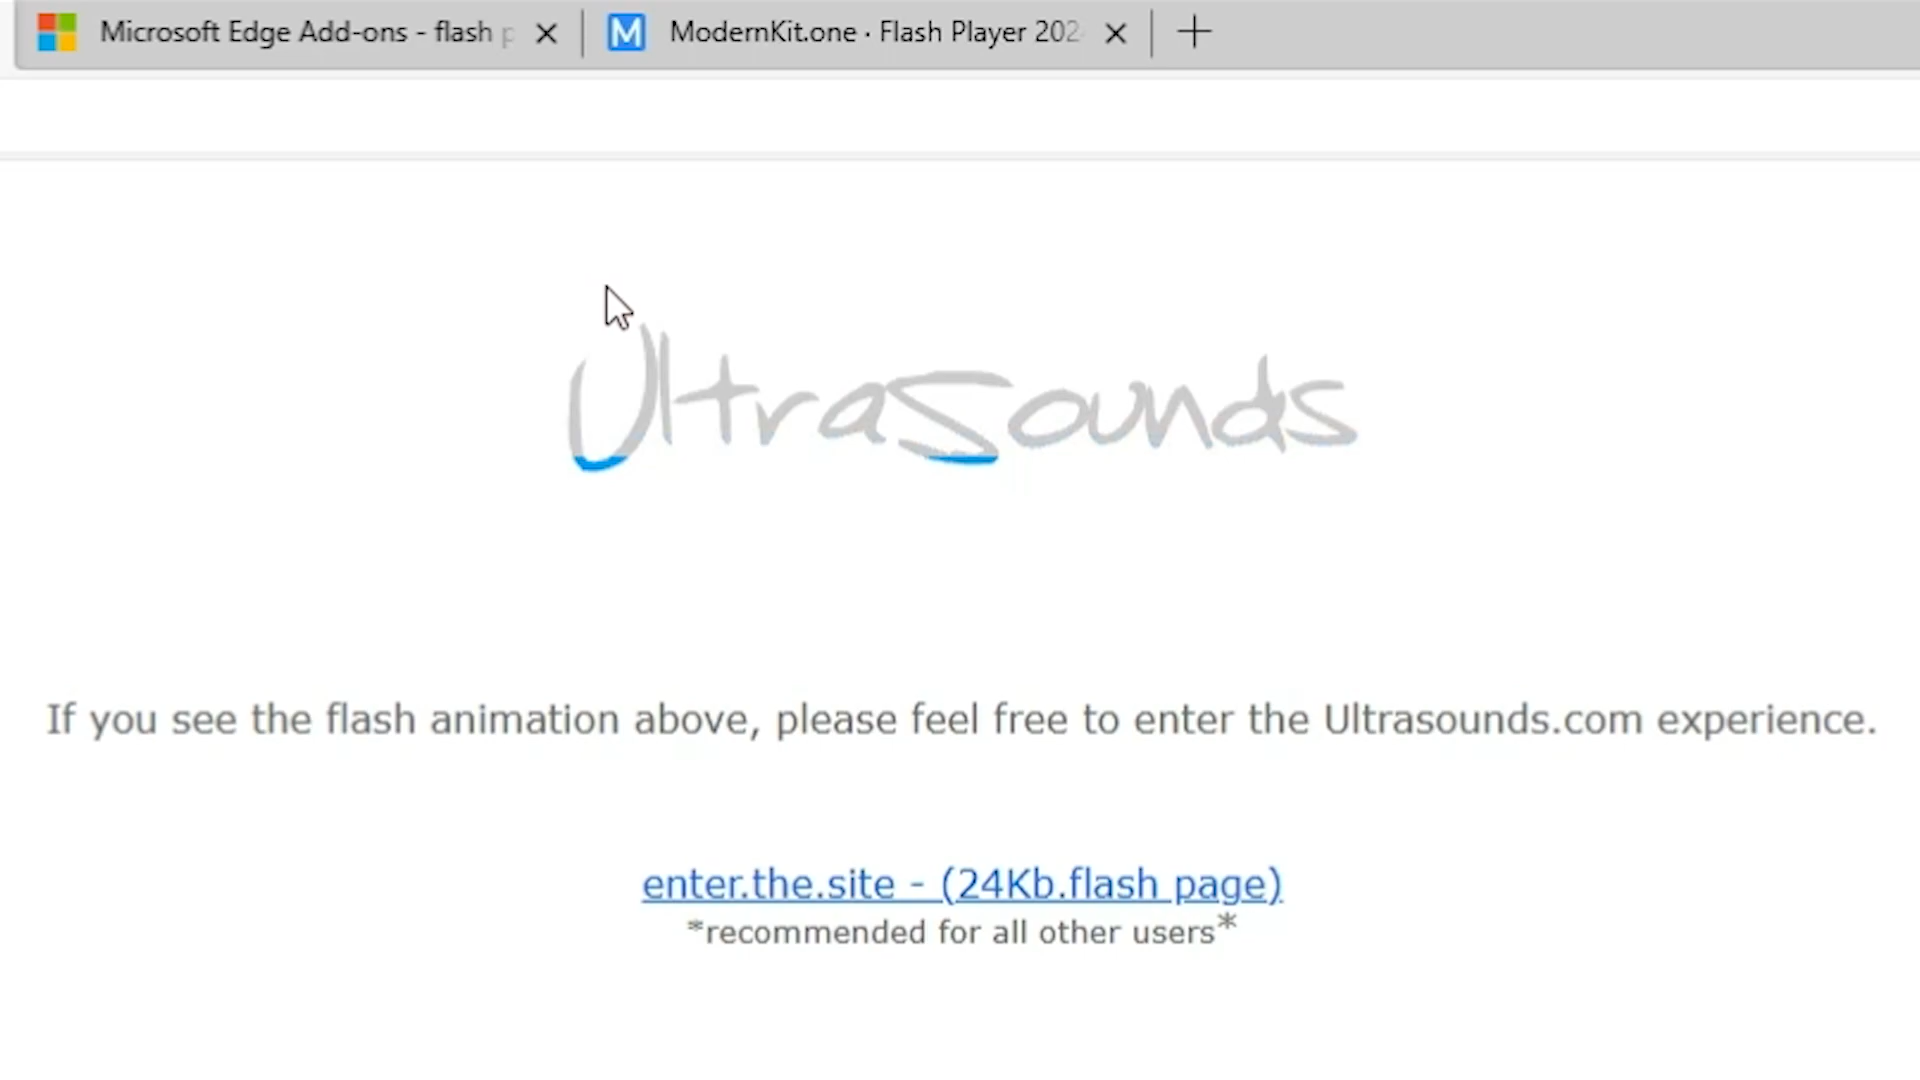 Microsoft Edge Add-ons - flash p
ModernKit.one · Flash Player 202
UltraSounds
If you see the flash animation above, please feel free to enter the Ultrasounds.com experience.
enter.the.site - (24Kb.flash page)
*recommended for all other users*